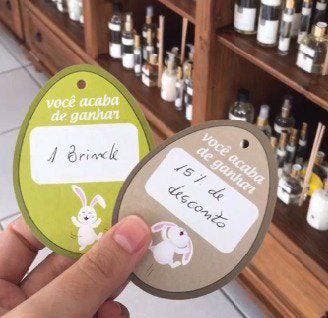 você acaba
de ganhar
1 Brinde
você acaba
de ganhar
15% de
desconto